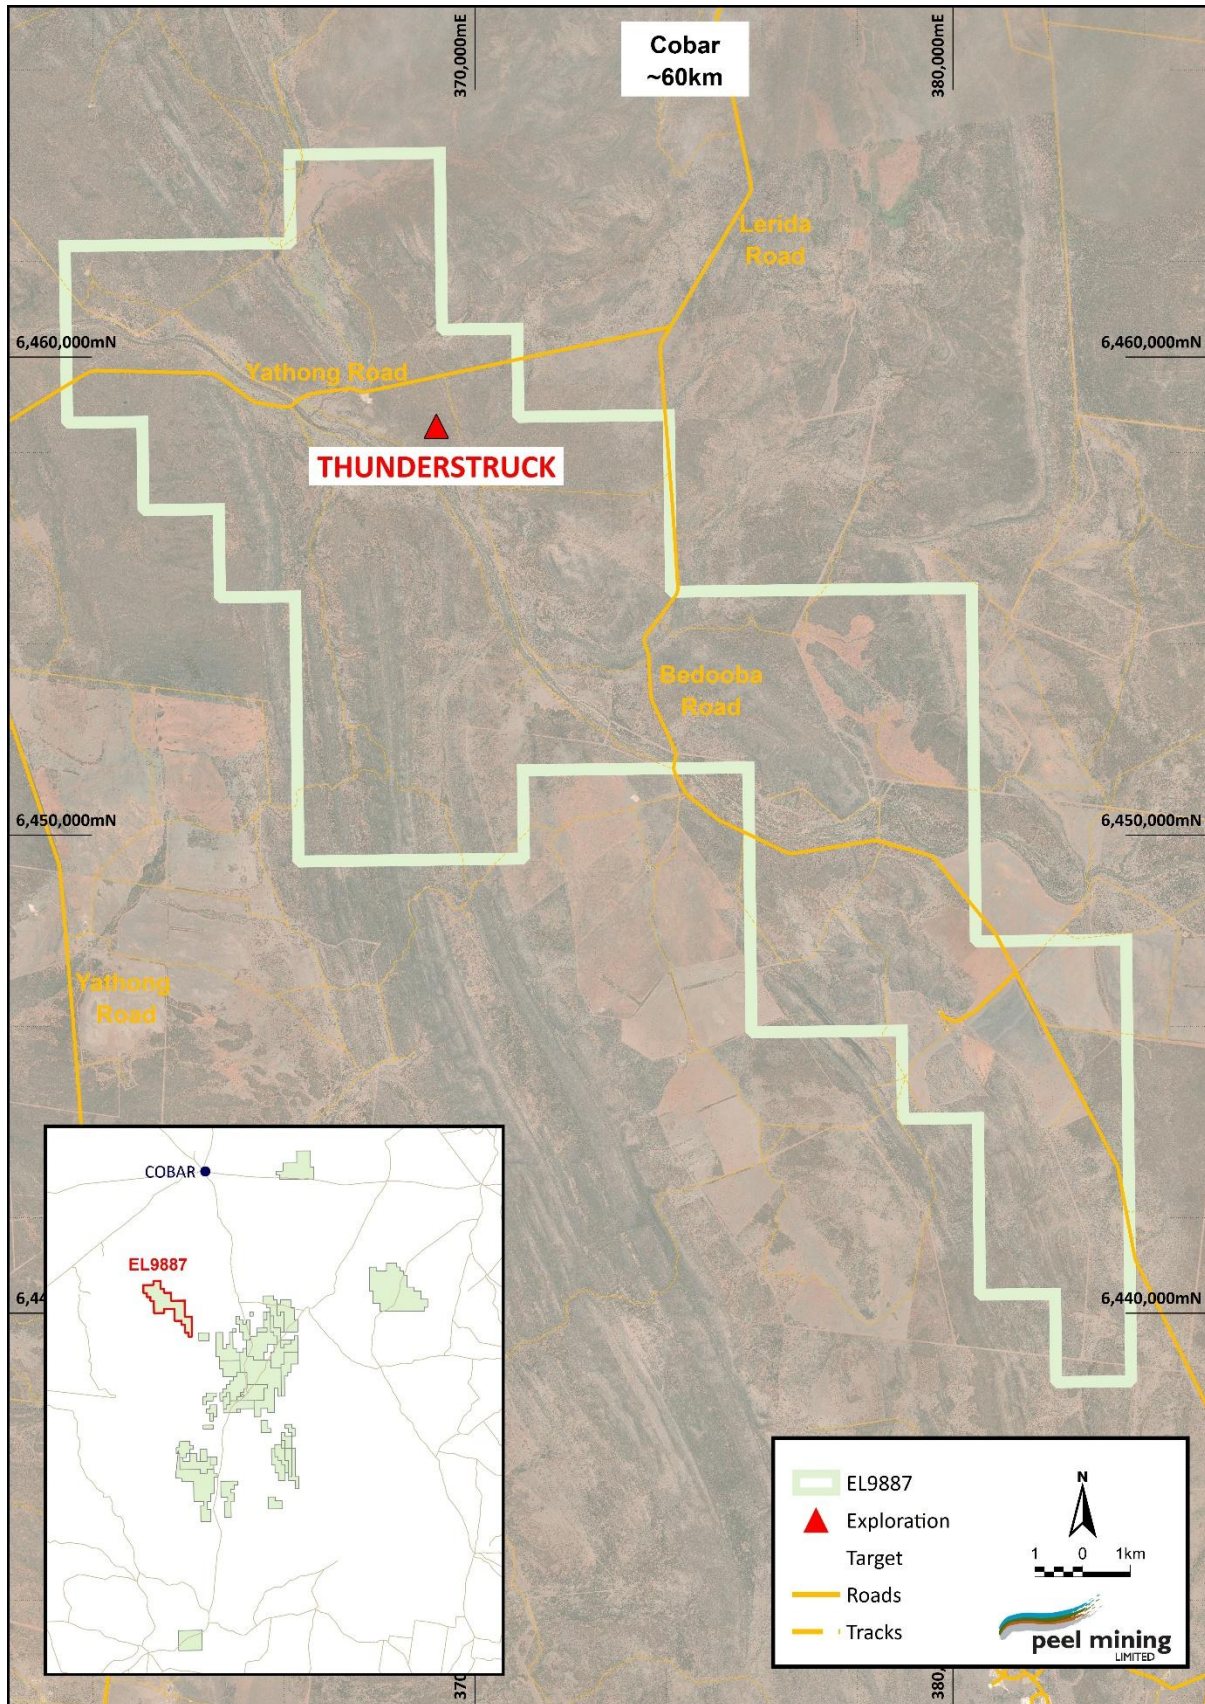 370,000mE
380,000mE
Cobar
~60km
Lerida
Road
6,460,000mN
6,460,000mN
Yathong Road
THUNDERSTRUCK
Bedooba
Road
6,450,000mN
6,450,000mN
Yathong
Road
COBAR
EL9887
6,44
6,440,000mN
EL9887
Exploration
Target
Roads
Tracks
N
1 0 1km
peel mining
LIMITED
370,
380,